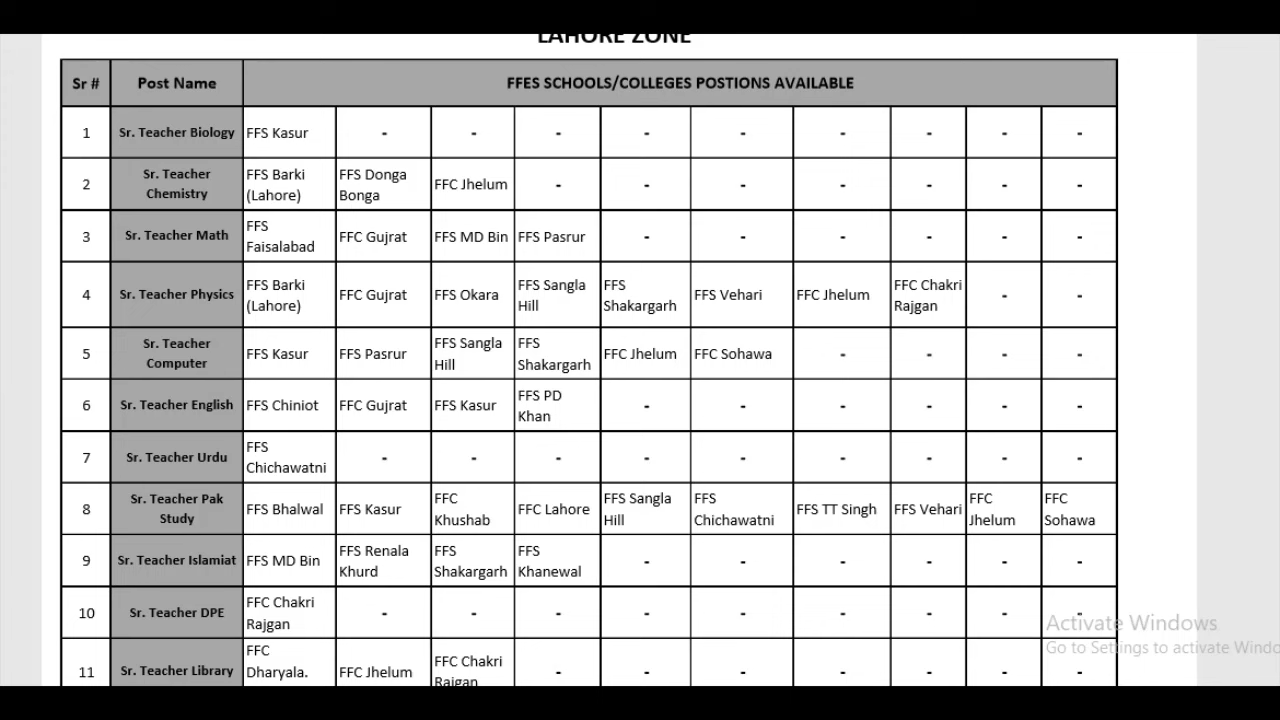 LAHORE ZONE
Sr # Post Name FFES SCHOOLS/COLLEGES POSTIONS AVAILABLE
1 Sr. Teacher Biology FFS Kasur - - - - - - - - -
2 Sr. Teacher Chemistry FFS Barki (Lahore) FFS Donga Bonga FFC Jhelum - - - - - - -
3 Sr. Teacher Math FFS Faisalabad FFC Gujrat FFS MD Bin FFS Pasrur - - - - - -
4 Sr. Teacher Physics FFS Barki (Lahore) FFC Gujrat FFS Okara FFS Sangla Hill FFS Shakargarh FFS Vehari FFC Jhelum FFC Chakri Rajgan - -
5 Sr. Teacher Computer FFS Kasur FFS Pasrur FFS Sangla Hill FFS Shakargarh FFC Jhelum FFC Sohawa - - - -
6 Sr. Teacher English FFS Chiniot FFC Gujrat FFS Kasur FFS PD Khan - - - - - -
7 Sr. Teacher Urdu FFS Chichawatni - - - - - - - - -
8 Sr. Teacher Pak Study FFS Bhalwal FFS Kasur FFC Khushab FFC Lahore FFS Sangla Hill FFS Chichawatni FFS TT Singh FFS Vehari FFC Jhelum FFC Sohawa
9 Sr. Teacher Islamiat FFS MD Bin FFS Renala Khurd FFS Shakargarh FFS Khanewal - - - - - -
10 Sr. Teacher DPE FFC Chakri Rajgan - - - - - - - - -
11 Sr. Teacher Library FFC Dharyala. FFC Jhelum FFC Chakri Rajgan - - - - - - -
Activate Windows
Go to Settings to activate Windo